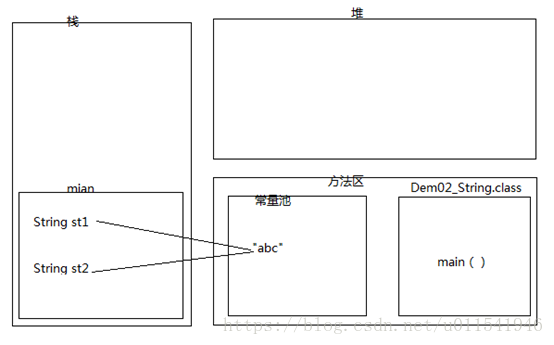 栈
堆
mian
String st1
String st2
方法区
常量池
"abc"
Dem02_String.class
main ( )
https://blog.csdn.net/u011541946